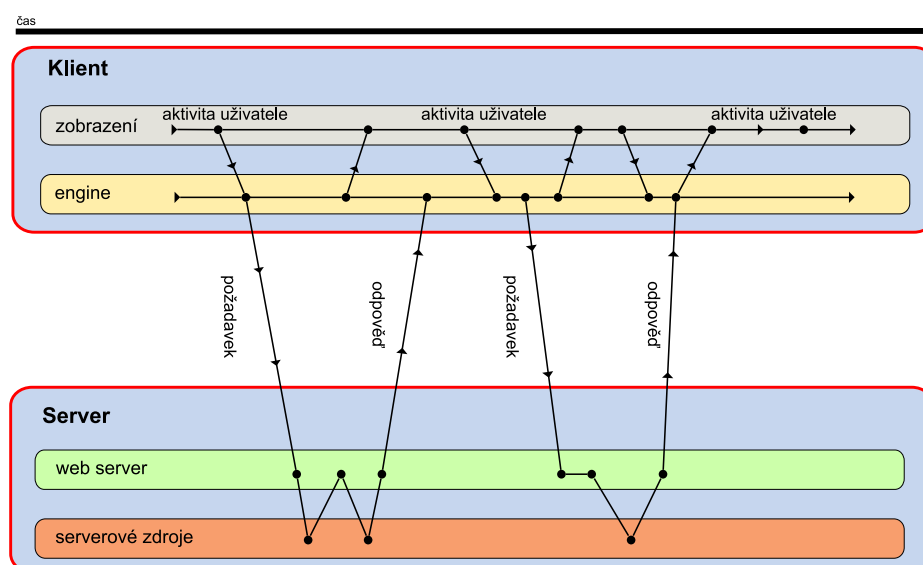 čas
Klient
aktivita uživatele aktivita uživatele aktivita uživatele
zobrazení
engine
požadavek odpověď požadavek odpověď
Server
web server
serverové zdroje